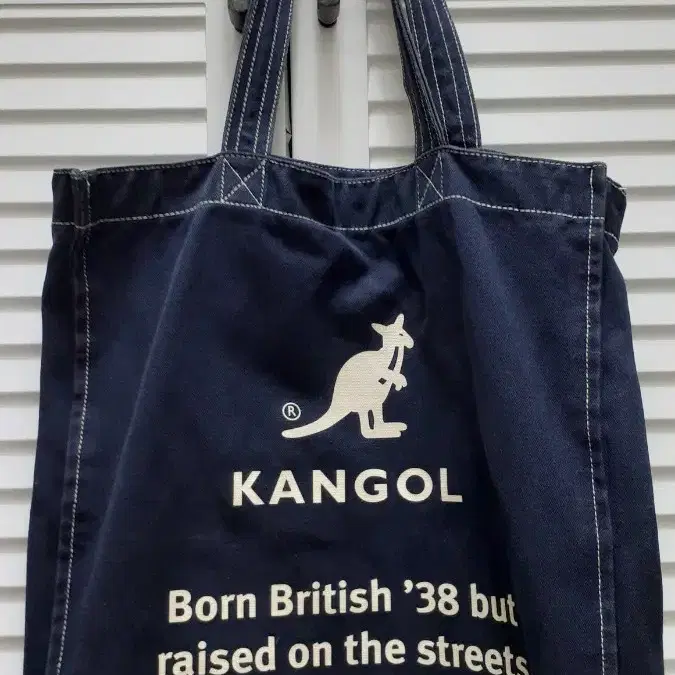 ®
KANGOL
Born British ’38 but
raised on the streets